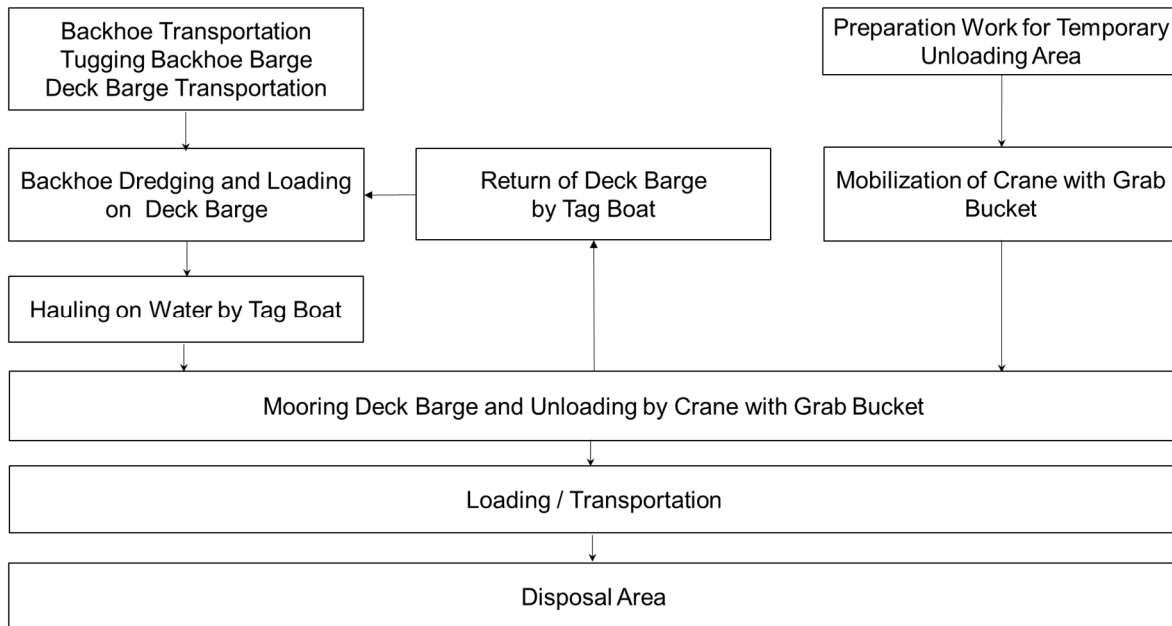 Backhoe Transportation
Tugging Backhoe Barge
Deck Barge Transportation
Preparation Work for Temporary
Unloading Area
Backhoe Dredging and Loading
on Deck Barge
Return of Deck Barge
by Tag Boat
Mobilization of Crane with Grab
Bucket
Hauling on Water by Tag Boat
Mooring Deck Barge and Unloading by Crane with Grab Bucket
Loading / Transportation
Disposal Area